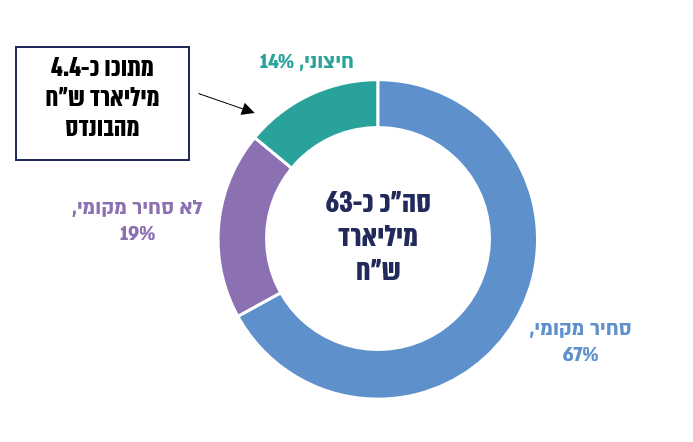 חיצוני, 14%
מתוכו כ-4.4
מיליארד ש"ח
מהבונדס
סה"כ כ-63
מיליארד
ש"ח
לא סחיר מקומי,
19%
סחיר מקומי,
67%